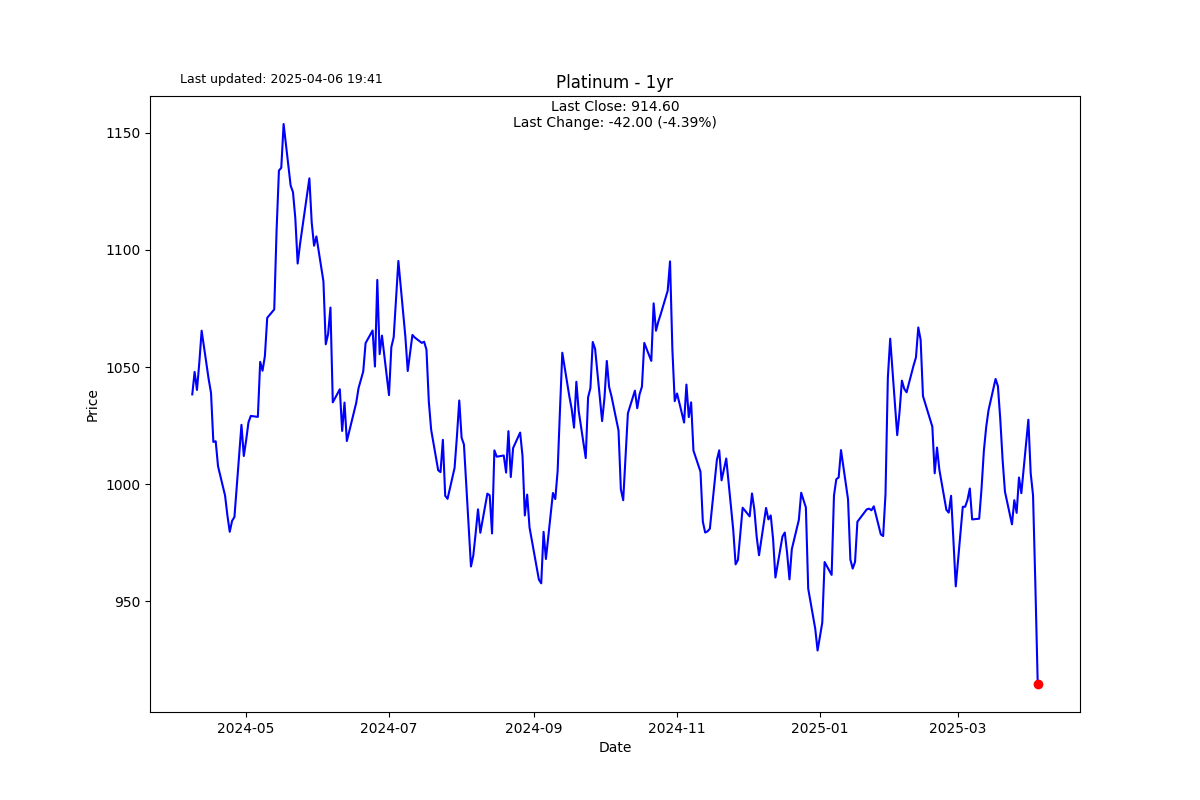 Last updated: 2025-04-06 19:41
Platinum - 1yr
Last Close: 914.60
Last Change: -42.00 (-4.39%)
Price
1150
1100
1050
1000
950
2024-05
2024-07
2024-09
2024-11
2025-01
2025-03
Date